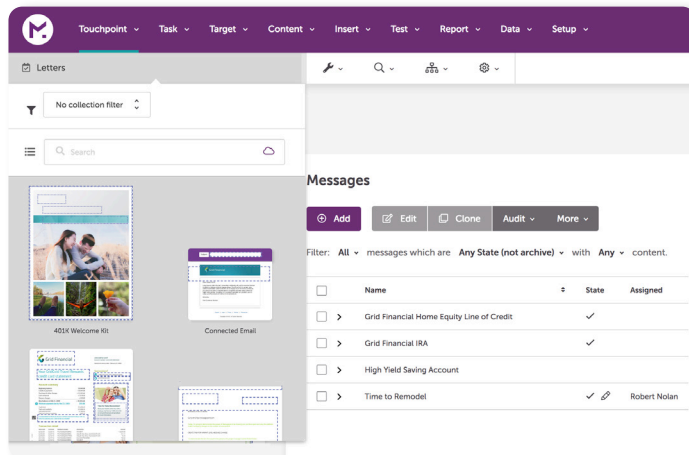 Touchpoint Task Target Content Insert Test Report Data Setup
Letters
No collection filter
Search
401K Welcome Kit
Connected Email
Grid Financial
Messages
Add Edit Clone Audit More
Filter: All messages which are Any State (not archive) with Any content.
Name State Assigned
Grid Financial Home Equity Line of Credit
Grid Financial IRA
High Yield Saving Account
Time to Remodel Robert Nolan